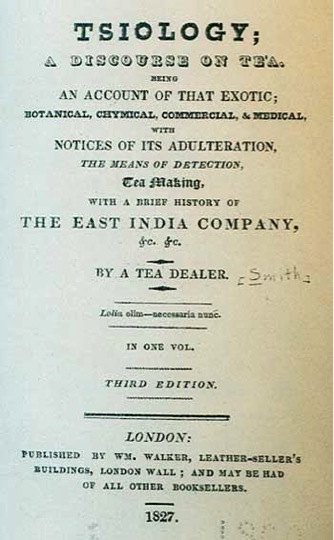 TSIOLOGY;
A DISCOURSE ON TEA.
BEING
AN ACCOUNT OF THAT EXOTIC;
BOTANICAL, CHYMICAL, COMMERCIAL, & MEDICAL,
WITH
NOTICES OF ITS ADULTERATION,
THE MEANS OF DETECTION,
Tea Making,
WITH A BRIEF HISTORY OF
THE EAST INDIA COMPANY,
&c. &c.
BY A TEA DEALER. [Smith]
Lolia olim—necessaria nunc.
IN ONE VOL.
THIRD EDITION.
LONDON:
PUBLISHED BY WM. WALKER, LEATHER-SELLER'S
BUILDINGS, LONDON WALL; AND MAY BE HAD
OF ALL OTHER BOOKSELLERS.
1827.